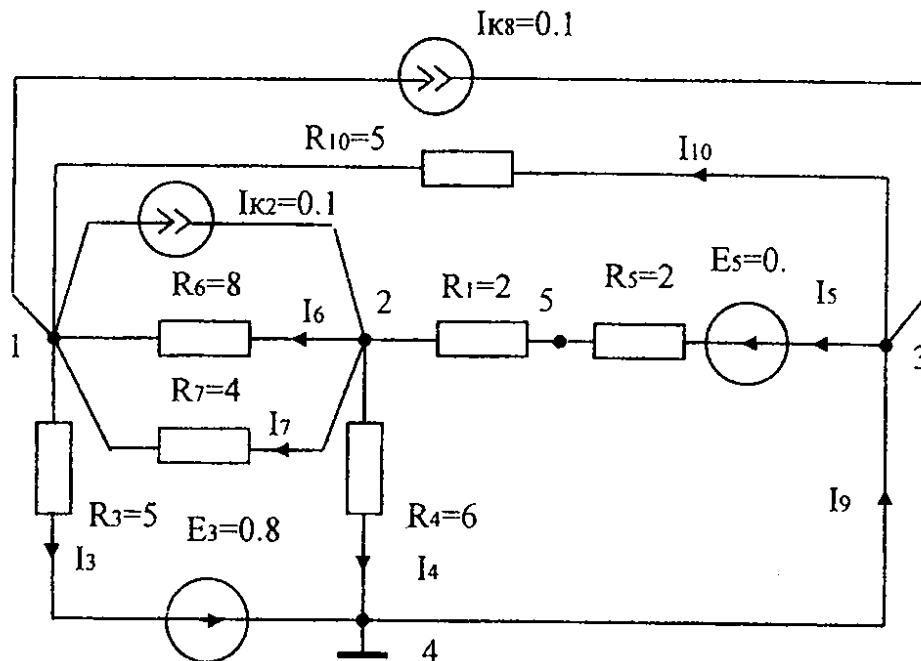 Iк8=0.1
R10=5
I10
Iк2=0.1
R6=8
I6
2
R1=2
5
R5=2
E5=0.
I5
1
3
R7=4
I7
R3=5
E3=0.8
R4=6
I9
I3
I4
4